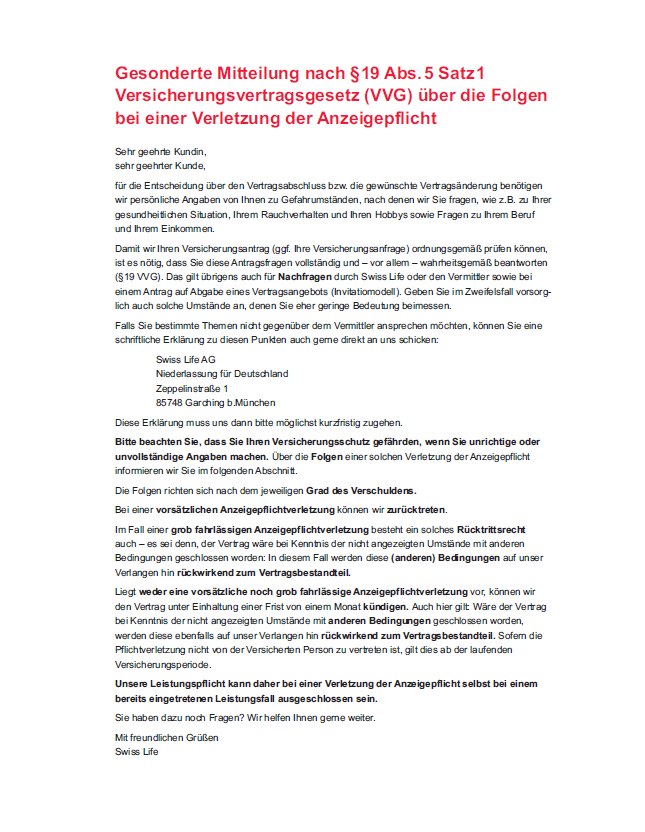 Gesonderte Mitteilung nach §19 Abs. 5 Satz1
Versicherungsvertragsgesetz (VVG) über die Folgen
bei einer Verletzung der Anzeigepflicht
Sehr geehrte Kundin,
sehr geehrter Kunde,
für die Entscheidung über den Vertragsabschluss bzw. die gewünschte Vertragsänderung benötigen
wir persönliche Angaben von Ihnen zu Gefahrumständen, nach denen wir Sie fragen, wie z.B. zu Ihrer
gesundheitlichen Situation, Ihrem Rauchverhalten und Ihren Hobbys sowie Fragen zu Ihrem Beruf
und Ihrem Einkommen.
Damit wir Ihren Versicherungsantrag (ggf. Ihre Versicherungsanfrage) ordnungsgemäß prüfen können,
ist es nötig, dass Sie diese Antragsfragen vollständig und – vor allem – wahrheitsgemäß beantworten
(§19 VVG). Das gilt übrigens auch für Nachfragen durch Swiss Life oder den Vermittler sowie bei
einem Antrag auf Abgabe eines Vertragsangebots (Invitatiomodell). Geben Sie im Zweifelsfall vorsorg-
lich auch solche Umstände an, denen Sie eher geringe Bedeutung beimessen.
Falls Sie bestimmte Themen nicht gegenüber dem Vermittler ansprechen möchten, können Sie eine
schriftliche Erklärung zu diesen Punkten auch gerne direkt an uns schicken:
Swiss Life AG
Niederlassung für Deutschland
Zeppelinstraße 1
85748 Garching b.München
Diese Erklärung muss uns dann bitte möglichst kurzfristig zugehen.
Bitte beachten Sie, dass Sie Ihren Versicherungsschutz gefährden, wenn Sie unrichtige oder
unvollständige Angaben machen. Über die Folgen einer solchen Verletzung der Anzeigepflicht
informieren wir Sie im folgenden Abschnitt.
Die Folgen richten sich nach dem jeweiligen Grad des Verschuldens.
Bei einer vorsätzlichen Anzeigepflichtverletzung können wir zurücktreten.
Im Fall einer grob fahrlässigen Anzeigepflichtverletzung besteht ein solches Rücktrittsrecht
auch – es sei denn, der Vertrag wäre bei Kenntnis der nicht angezeigten Umstände mit anderen
Bedingungen geschlossen worden: In diesem Fall werden diese (anderen) Bedingungen auf unser
Verlangen hin rückwirkend zum Vertragsbestandteil.
Liegt weder eine vorsätzliche noch grob fahrlässige Anzeigepflichtverletzung vor, können wir
den Vertrag unter Einhaltung einer Frist von einem Monat kündigen. Auch hier gilt: Wäre der Vertrag
bei Kenntnis der nicht angezeigten Umstände mit anderen Bedingungen geschlossen worden,
werden diese ebenfalls auf unser Verlangen hin rückwirkend zum Vertragsbestandteil. Sofern die
Pflichtverletzung nicht von der Versicherten Person zu vertreten ist, gilt dies ab der laufenden
Versicherungsperiode.
Unsere Leistungspflicht kann daher bei einer Verletzung der Anzeigepflicht selbst bei einem
bereits eingetretenen Leistungsfall ausgeschlossen sein.
Sie haben dazu noch Fragen? Wir helfen Ihnen gerne weiter.
Mit freundlichen Grüßen
Swiss Life